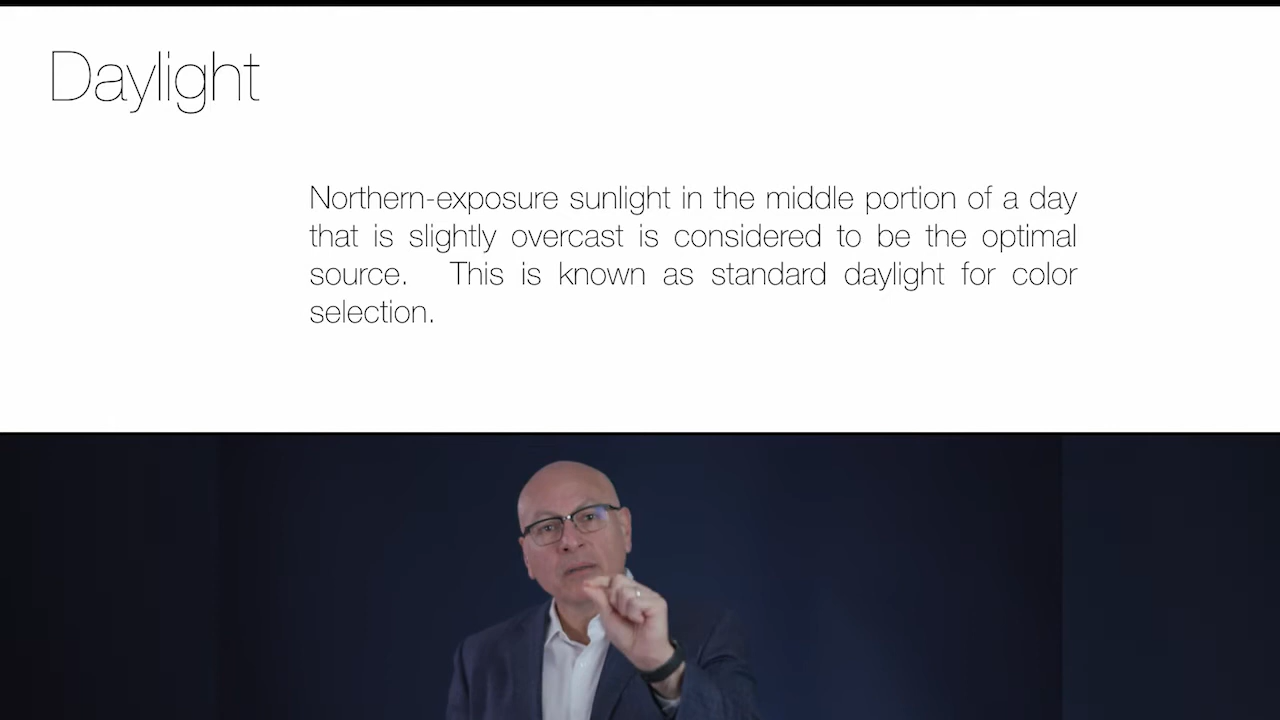 Daylight
Northern-exposure sunlight in the middle portion of a day
that is slightly overcast is considered to be the optimal
source. This is known as standard daylight for color
selection.